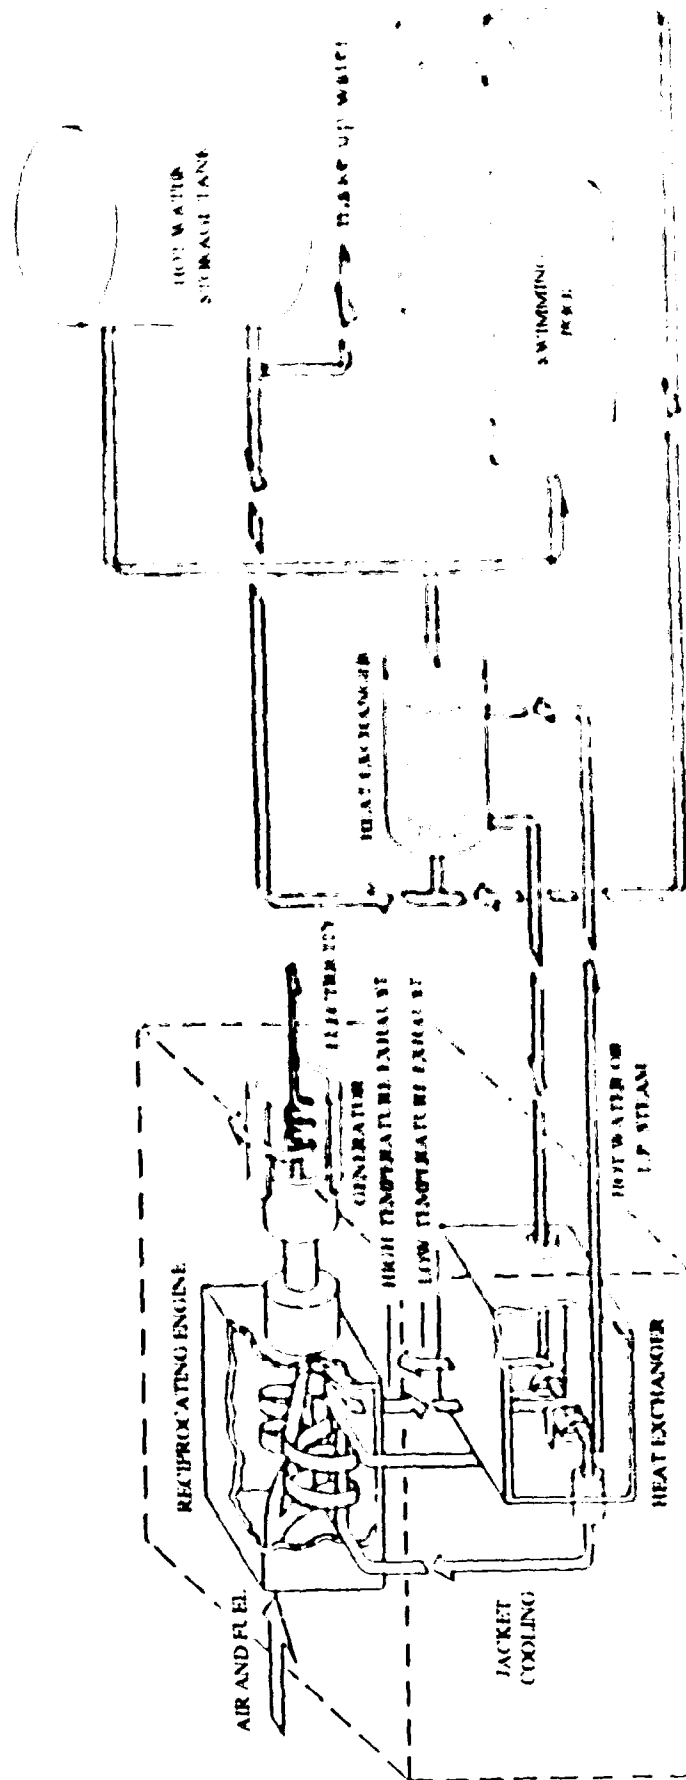 AIR AND FUEL
RECIPROCATING ENGINE
GENERATOR
ELECTRICITY
HIGH TEMPERATURE EXHAUST
LOW TEMPERATURE EXHAUST
JACKET
COOLING
HEAT EXCHANGER
HOT WATER OR
L.P. STEAM
HEAT EXCHANGER
HOT WATER
STORAGE TANK
make up water
SWIMMING
POOL